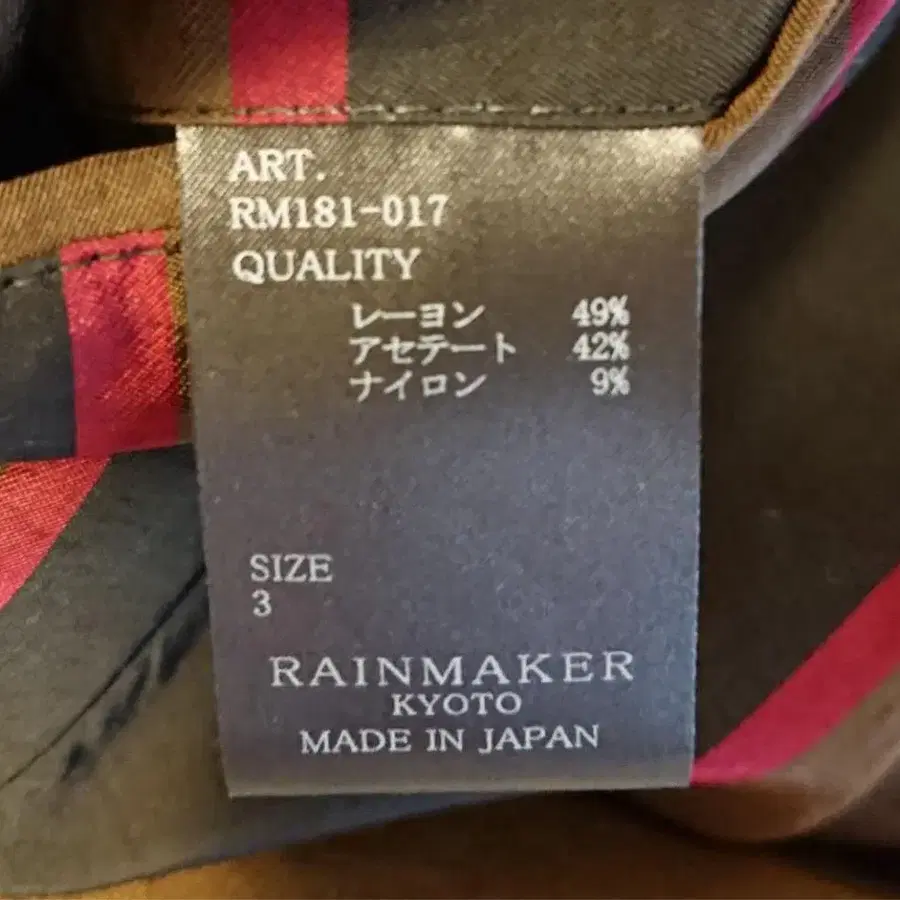 ART.
RM181-017
QUALITY
レーヨン 49%
アセテート 42%
ナイロン 9%
SIZE
3
RAINMAKER
KYOTO
MADE IN JAPAN